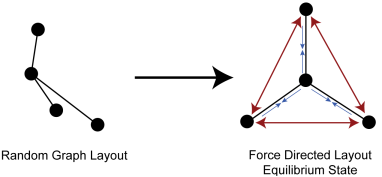 Random Graph Layout
Force Directed Layout
Equilibrium State